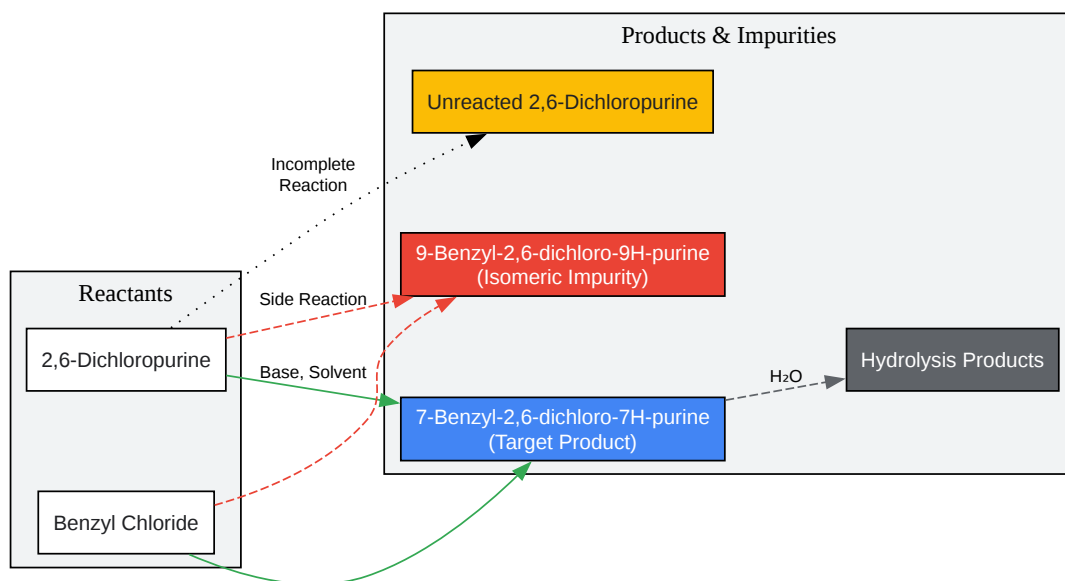 Products & Impurities
Unreacted 2,6-Dichloropurine
Incomplete
Reaction
9-Benzyl-2,6-dichloro-9H-purine
(Isomeric Impurity)
Reactants
Side Reaction
2,6-Dichloropurine
Hydrolysis Products
Base, Solvent
H₂O
7-Benzyl-2,6-dichloro-7H-purine
(Target Product)
Benzyl Chloride